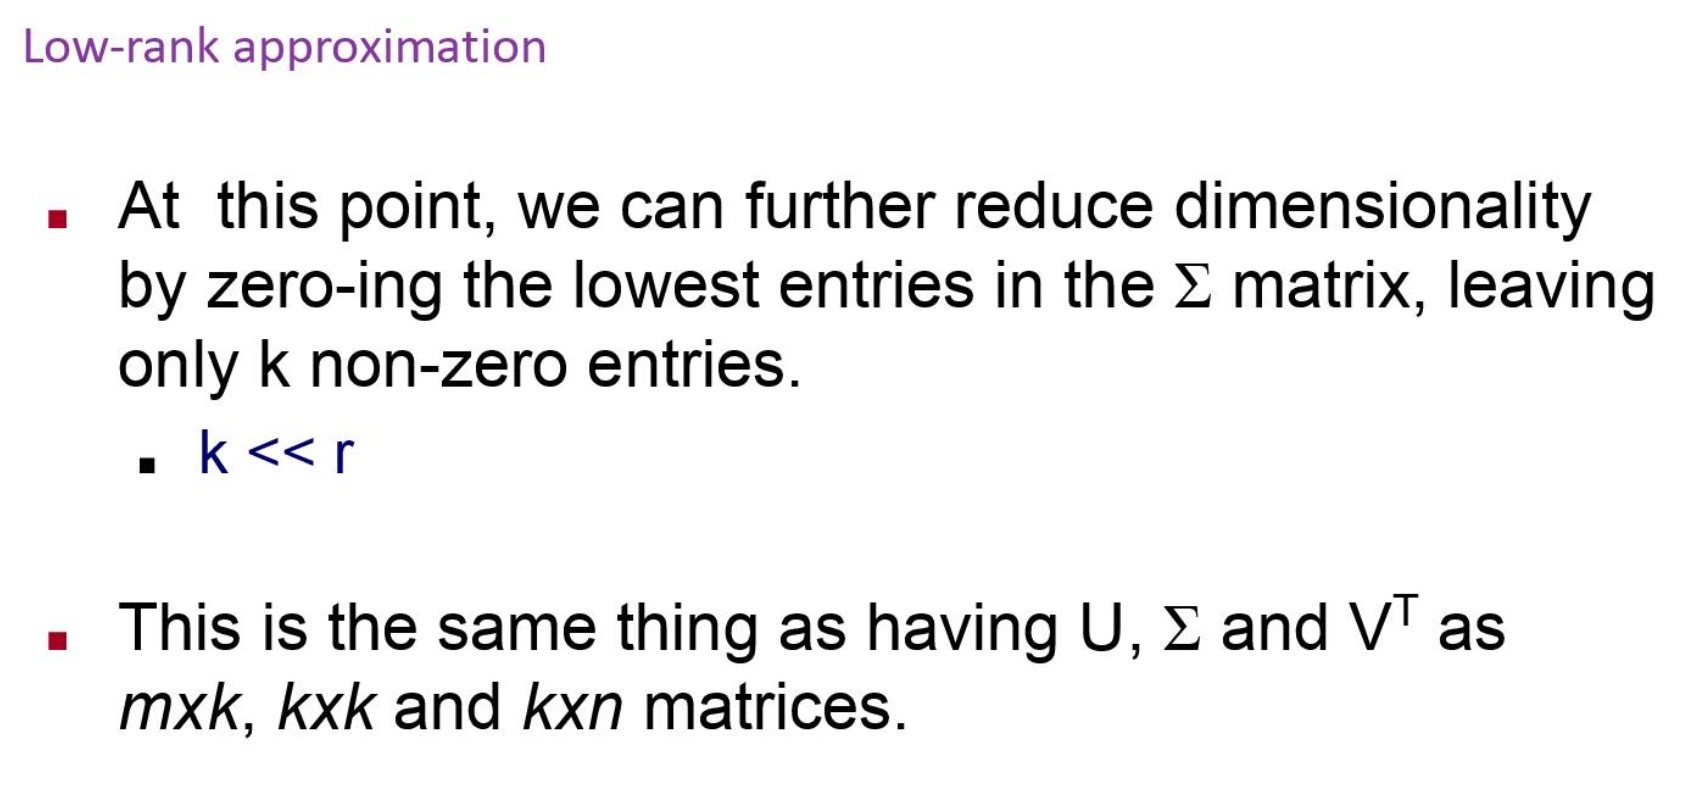 Low-rank approximation
At  this point, we can further reduce dimensionality
by zero-ing the lowest entries in the Σ matrix, leaving
only k non-zero entries.
k << r
This is the same thing as having U, Σ and Vᵀ as
mxk, kxk and kxn matrices.